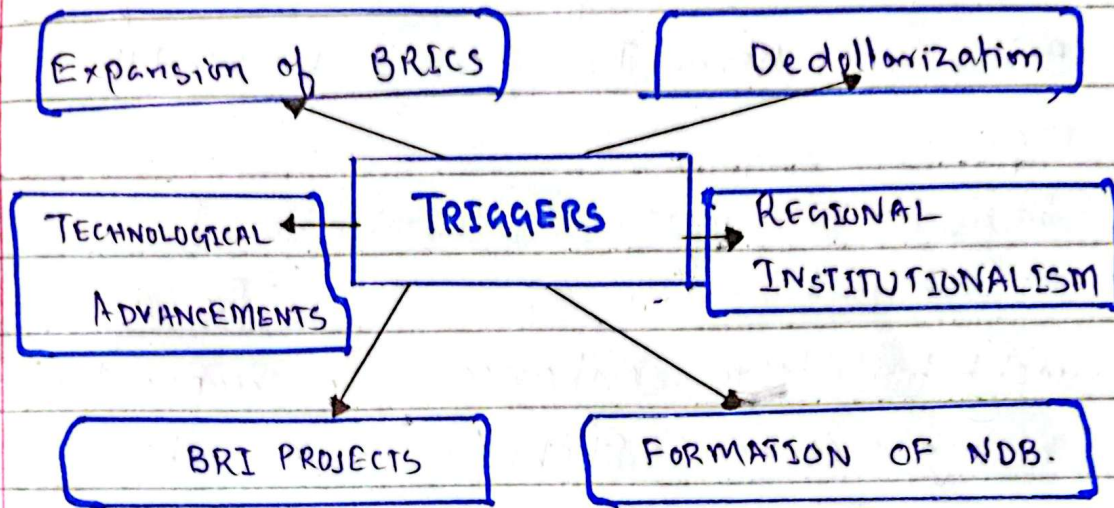 Expansion of BRICS
Dedollarization
TRIGGERS
TECHNOLOGICAL
ADVANCEMENTS
REGIONAL
INSTITUTIONALISM
BRI PROJECTS
FORMATION OF NDB.